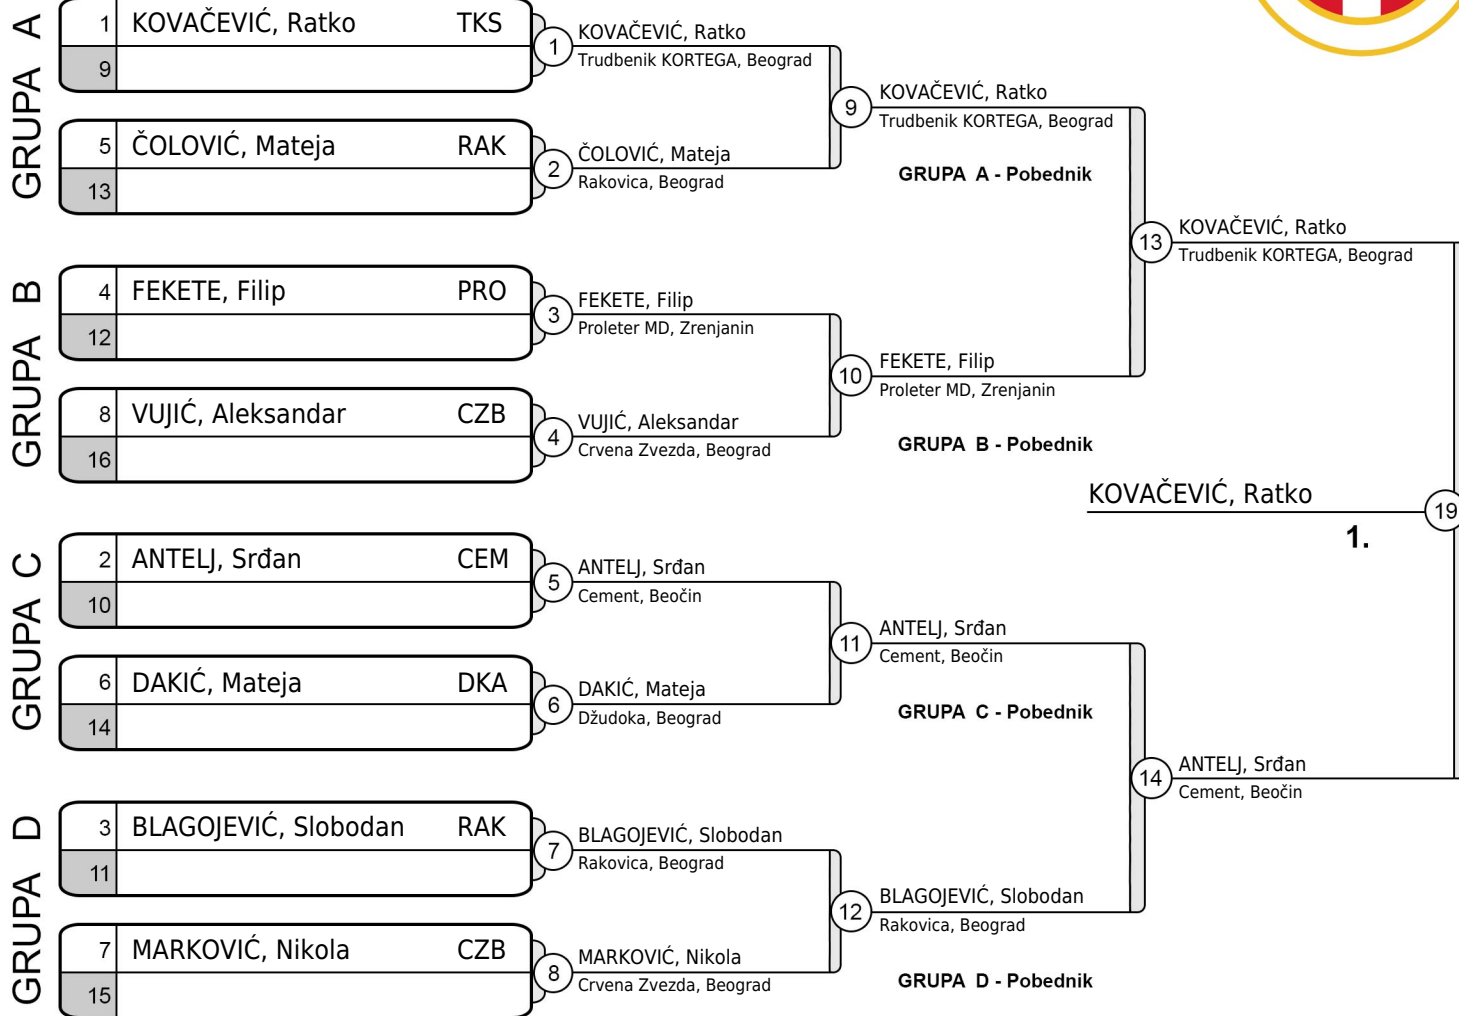 GRUPA A
1 KOVAČEVIĆ, Ratko TKS
9
5 ČOLOVIĆ, Mateja RAK
13
GRUPA B
4 FEKETE, Filip PRO
12
8 VUJIĆ, Aleksandar CZB
16
GRUPA C
2 ANTELJ, Srđan CEM
10
6 DAKIĆ, Mateja DKA
14
GRUPA D
3 BLAGOJEVIĆ, Slobodan RAK
11
7 MARKOVIĆ, Nikola CZB
15
1 KOVAČEVIĆ, Ratko
Trudbenik KORTEGA, Beograd
2 ČOLOVIĆ, Mateja
Rakovica, Beograd
3 FEKETE, Filip
Proleter MD, Zrenjanin
4 VUJIĆ, Aleksandar
Crvena Zvezda, Beograd
5 ANTELJ, Srđan
Cement, Beočin
6 DAKIĆ, Mateja
Džudoka, Beograd
7 BLAGOJEVIĆ, Slobodan
Rakovica, Beograd
8 MARKOVIĆ, Nikola
Crvena Zvezda, Beograd
9 KOVAČEVIĆ, Ratko
Trudbenik KORTEGA, Beograd
GRUPA A - Pobednik
10 FEKETE, Filip
Proleter MD, Zrenjanin
GRUPA B - Pobednik
11 ANTELJ, Srđan
Cement, Beočin
GRUPA C - Pobednik
12 BLAGOJEVIĆ, Slobodan
Rakovica, Beograd
GRUPA D - Pobednik
13 KOVAČEVIĆ, Ratko
Trudbenik KORTEGA, Beograd
14 ANTELJ, Srđan
Cement, Beočin
KOVAČEVIĆ, Ratko 19
1.